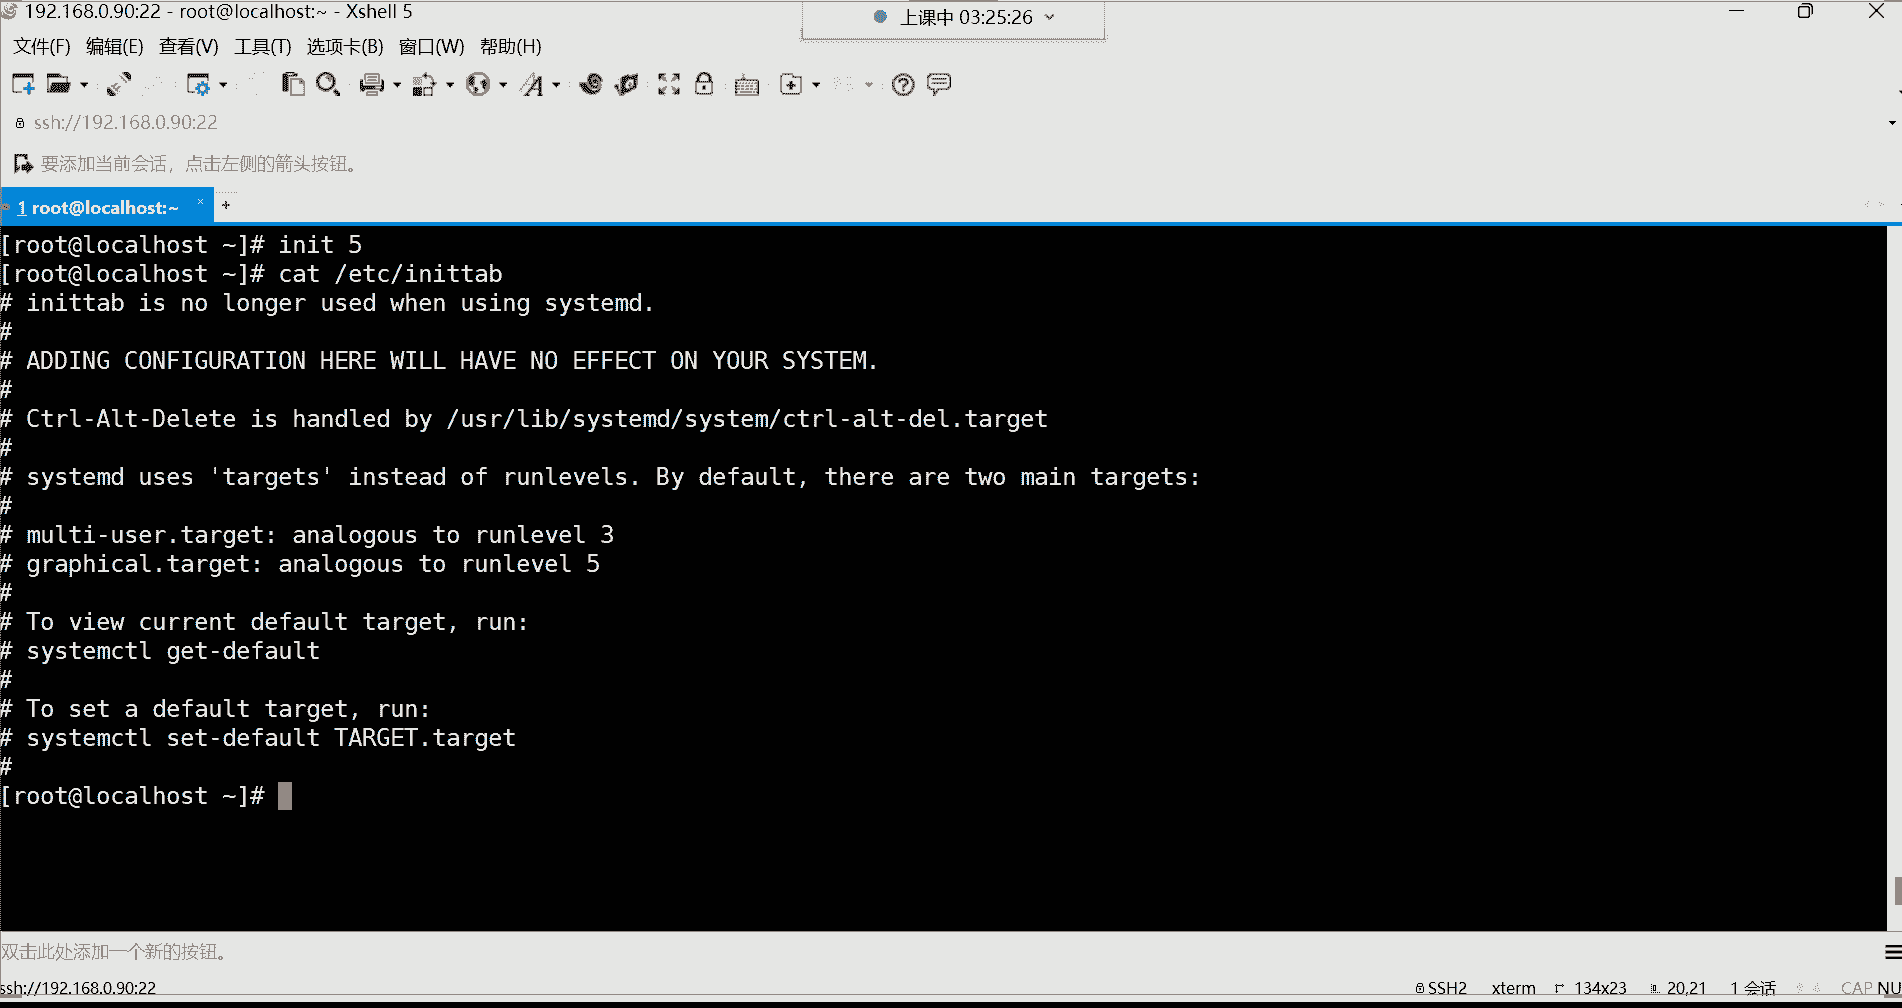 192.168.0.90:22 - root@localhost:~ - Xshell 5
上课中 03:25:26
文件(F) 编辑(E) 查看(V) 工具(T) 选项卡(B) 窗口(W) 帮助(H)
ssh://192.168.0.90:22
要添加当前会话，点击左侧的箭头按钮。
1 root@localhost:~ × +
[root@localhost ~]# init 5
[root@localhost ~]# cat /etc/inittab
# inittab is no longer used when using systemd.
#
# ADDING CONFIGURATION HERE WILL HAVE NO EFFECT ON YOUR SYSTEM.
#
# Ctrl-Alt-Delete is handled by /usr/lib/systemd/system/ctrl-alt-del.target
#
# systemd uses 'targets' instead of runlevels. By default, there are two main targets:
#
# multi-user.target: analogous to runlevel 3
# graphical.target: analogous to runlevel 5
#
# To view current default target, run:
# systemctl get-default
#
# To set a default target, run:
# systemctl set-default TARGET.target
#
[root@localhost ~]#
双击此处添加一个新的按钮。
ssh://192.168.0.90:22 SSH2 xterm 134x23 20,21 1 会话 CAP NU